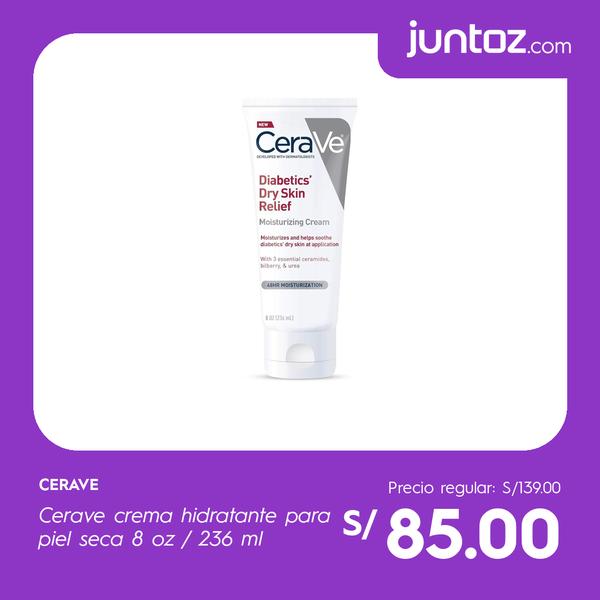 juntoz.com
NEW
CeraVe
DEVELOPED WITH DERMATOLOGISTS
Diabetics'
Dry Skin
Relief
Moisturizing Cream
Moisturizes and helps soothe
diabetics' dry skin at application
With 3 essential ceramides,
bilberry, & urea
48HR MOISTURIZATION
8 OZ (236 mL)
CERAVE
Cerave crema hidratante para
piel seca 8 oz / 236 ml
Precio regular: S/139.00
S/ 85.00